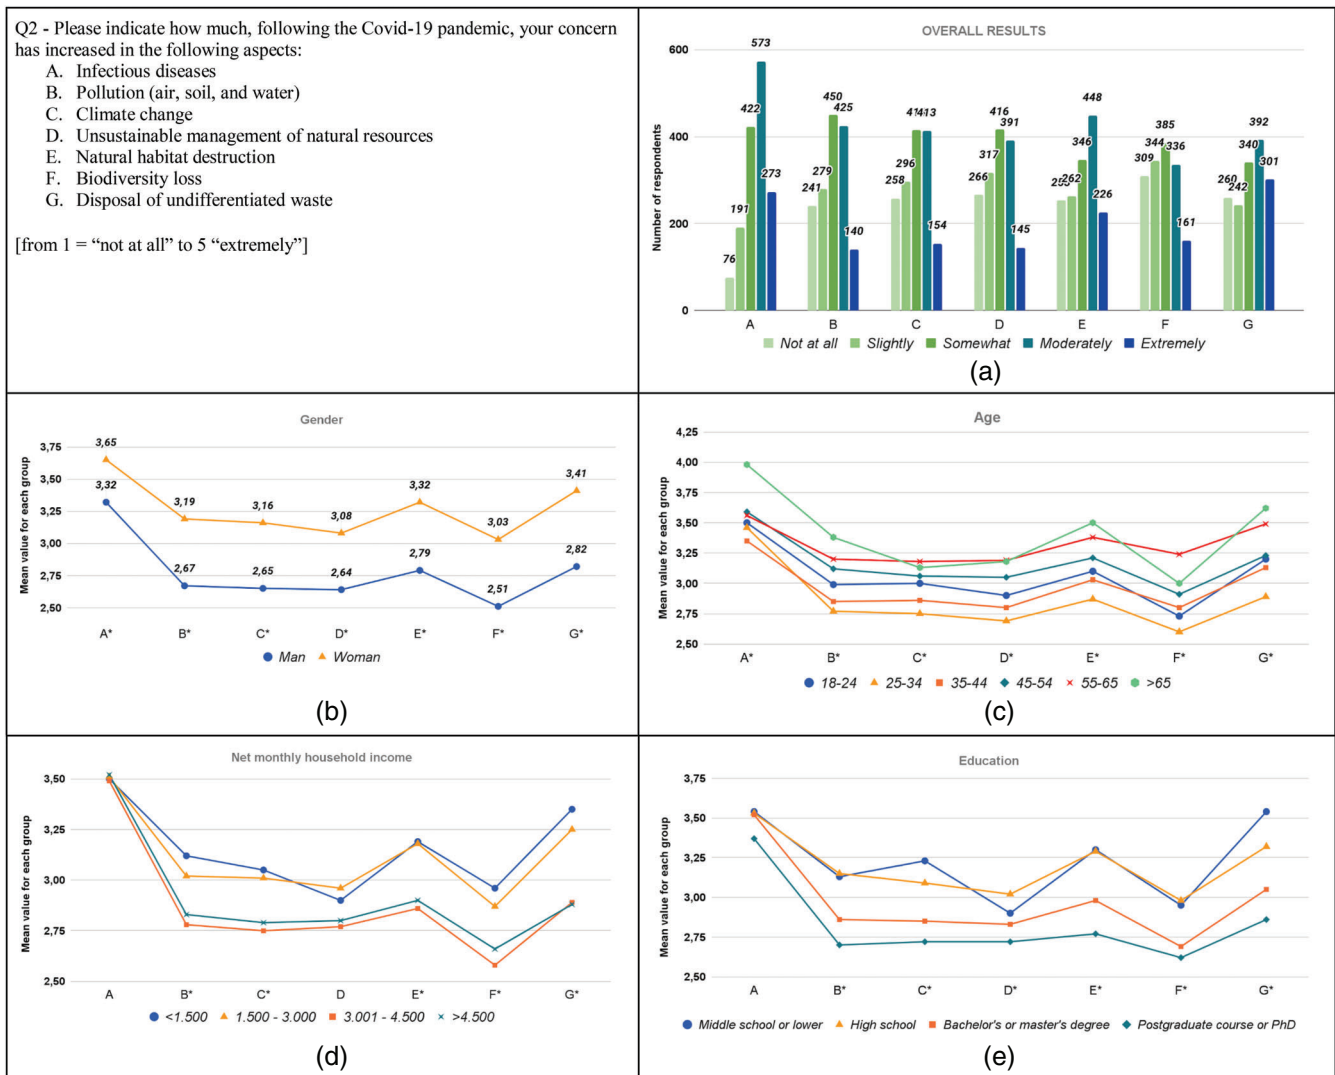 Q2 - Please indicate how much, following the Covid-19 pandemic, your concern
has increased in the following aspects:
A. Infectious diseases
B. Pollution (air, soil, and water)
C. Climate change
D. Unsustainable management of natural resources
E. Natural habitat destruction
F. Biodiversity loss
G. Disposal of undifferentiated waste
[from 1 = “not at all” to 5 “extremely”]
OVERALL RESULTS
Number of respondents
600
400
200
0
76 191 422 573 273
241 279 450 425 140
258 296 413 154
266 317 416 391 145
262 346 448 226
309 344 385 336 161
260 242 340 392 301
A B C D E F G
Not at all Slightly Somewhat Moderately Extremely
(a)
Gender
Mean value for each group
3,75
3,50
3,25
3,00
2,75
2,50
3,65 3,19 3,16 3,08 3,32 3,03 3,41
3,32 2,67 2,65 2,64 2,79 2,51 2,82
A* B* C* D* E* F* G*
Man Woman
(b)
Age
Mean value for each group
4,25
4,00
3,75
3,50
3,25
3,00
2,75
2,50
A* B* C* D* E* F* G*
18-24 25-34 35-44 45-54 55-65 >65
(c)
Net monthly household income
Mean value for each group
3,50
3,25
3,00
2,75
2,50
A B* C* D E* F* G*
<1.500 1.500 - 3.000 3.001 - 4.500 >4.500
(d)
Education
Mean value for each group
3,75
3,50
3,25
3,00
2,75
2,50
A B* C* D* E* F* G*
Middle school or lower High school Bachelor's or master's degree Postgraduate course or PhD
(e)